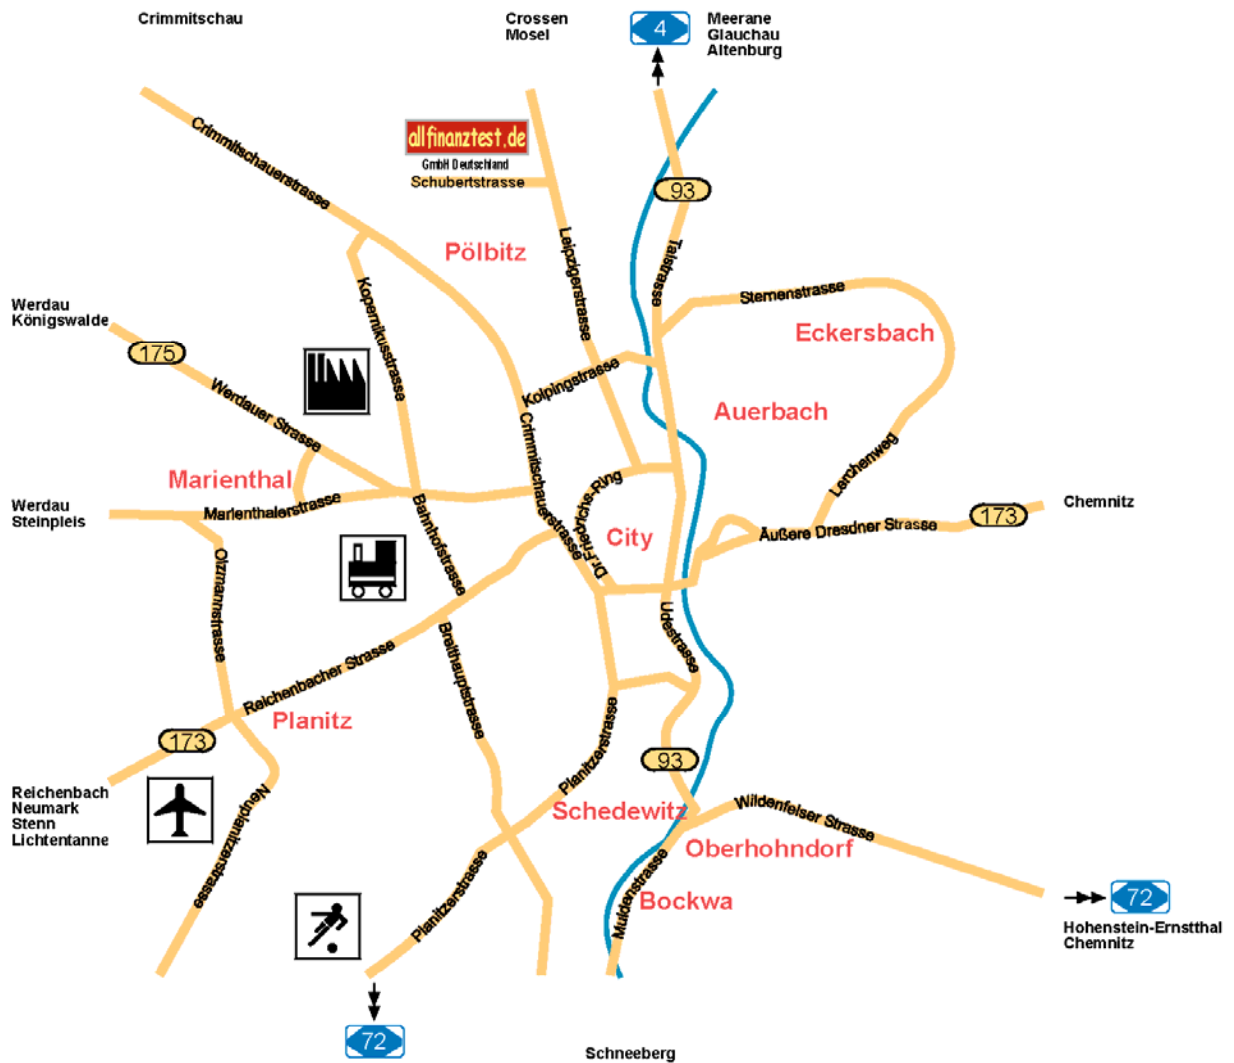 Crimmitschau
Crossen
Mosel
4
Meerane
Glauchau
Altenburg
Crimmitschauerstrasse
allfinanztest.de
GmbH Deutschland
Schubertstrasse
93
Pölbitz
Leipzigerstrasse
Talstrasse
Kopernikusstrasse
Sternenstrasse
Werdau
Königswalde
175
Eckersbach
Werdauer Strasse
Kolpingstrasse
Auerbach
Crimmitschauerstrasse
Marienthal
Lerchenweg
Werdau
Steinpleis
Marienthalerstrasse
Bahnhofstrasse
Dr.Friedrichs-Ring
City
Äußere Dresdner Strasse
173
Chemnitz
Olzmannstrasse
Udestrasse
Reichenbacher Strasse
Breithauptstrasse
Planitz
173
Planitzerstrasse
93
Reichenbach
Neumark
Stenn
Lichtentanne
Neuplanitzerstrasse
Schedewitz
Wildenfelser Strasse
Oberhohndorf
Planitzerstrasse
Muldenstrasse
Bockwa
72
Hohenstein-Ernstthal
Chemnitz
72
Schneeberg